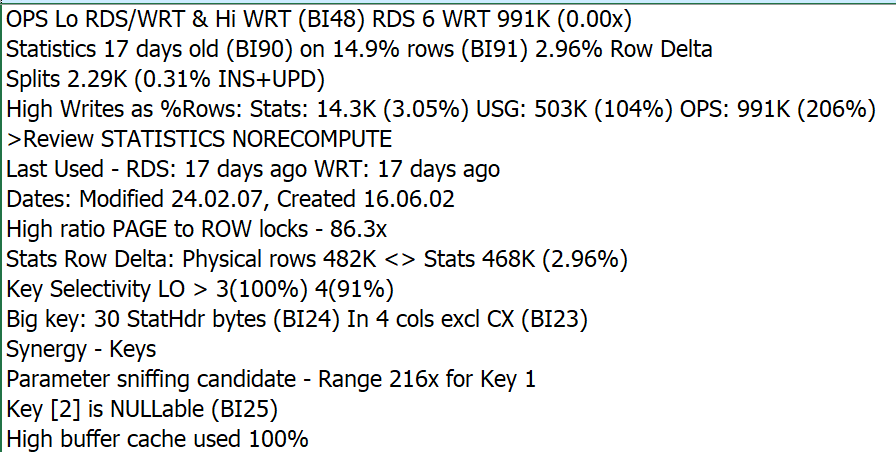 OPS Lo RDS/WRT & Hi WRT (BI48) RDS 6 WRT 991K (0.00x)
Statistics 17 days old (BI90) on 14.9% rows (BI91) 2.96% Row Delta
Splits 2.29K (0.31% INS+UPD)
High Writes as %Rows: Stats: 14.3K (3.05%) USG: 503K (104%) OPS: 991K (206%)
>Review STATISTICS NORECOMPUTE
Last Used - RDS: 17 days ago WRT: 17 days ago
Dates: Modified 24.02.07, Created 16.06.02
High ratio PAGE to ROW locks - 86.3x
Stats Row Delta: Physical rows 482K <> Stats 468K (2.96%)
Key Selectivity LO > 3(100%) 4(91%)
Big key: 30 StatHdr bytes (BI24) In 4 cols excl CX (BI23)
Synergy - Keys
Parameter sniffing candidate - Range 216x for Key 1
Key [2] is NULLable (BI25)
High buffer cache used 100%